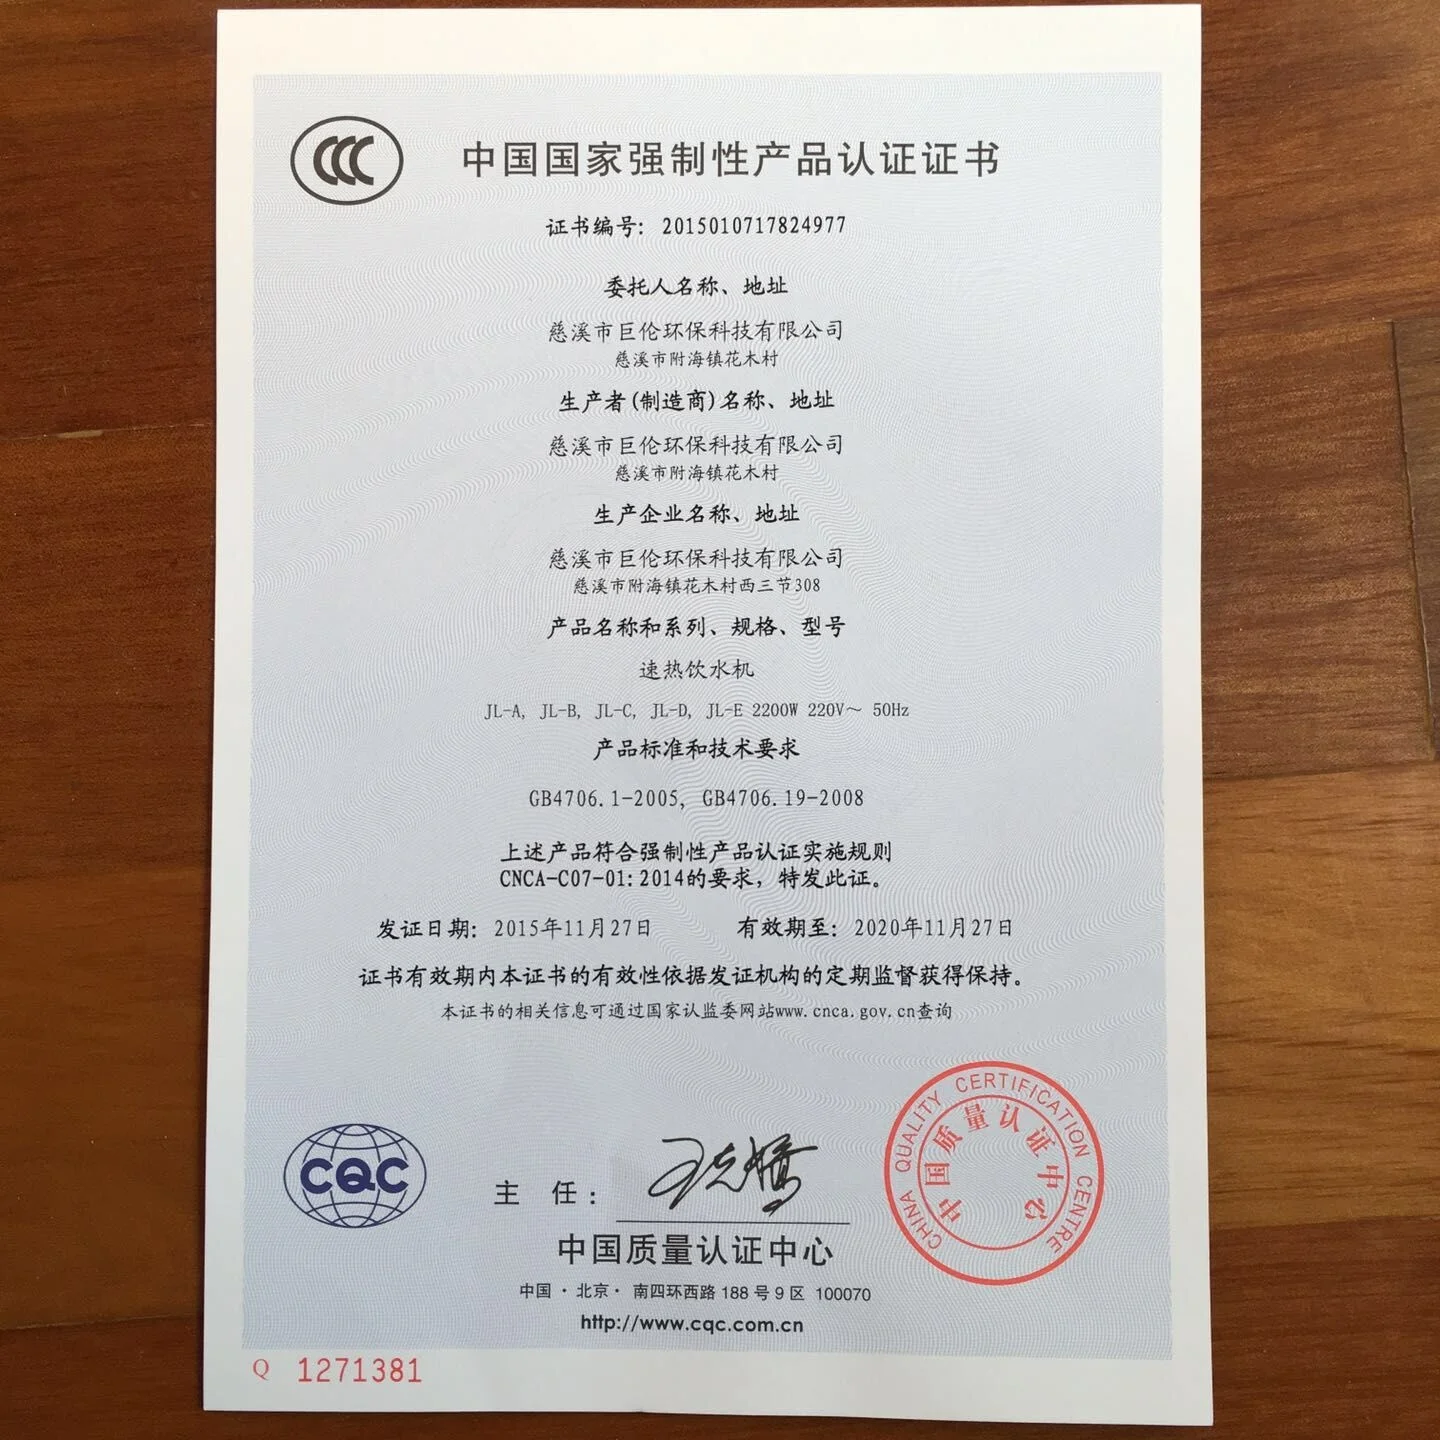 中国国家强制性产品认证证书
证书编号: 2015010717824977
委托人名称、地址
慈溪市巨伦环保科技有限公司
慈溪市附海镇花木村
生产者(制造商)名称、地址
慈溪市巨伦环保科技有限公司
慈溪市附海镇花木村
生产企业名称、地址
慈溪市巨伦环保科技有限公司
慈溪市附海镇花木村西三节308
产品名称和系列、规格、型号
速热饮水机
JL-A, JL-B, JL-C, JL-D, JL-E 2200W 220V～ 50Hz
产品标准和技术要求
GB4706.1-2005, GB4706.19-2008
上述产品符合强制性产品认证实施规则
CNCA-C07-01:2014的要求，特发此证。
发证日期: 2015年11月27日 有效期至: 2020年11月27日
证书有效期内本证书的有效性依据发证机构的定期监督获得保持。
本证书的相关信息可通过国家认监委网站www.cnca.gov.cn查询
CQC
主 任:
CHINA QUALITY CERTIFICATION CENTRE
中国质量认证中心
中国质量认证中心
中国·北京·南四环西路 188 号 9 区 100070
http://www.cqc.com.cn
Q 1271381